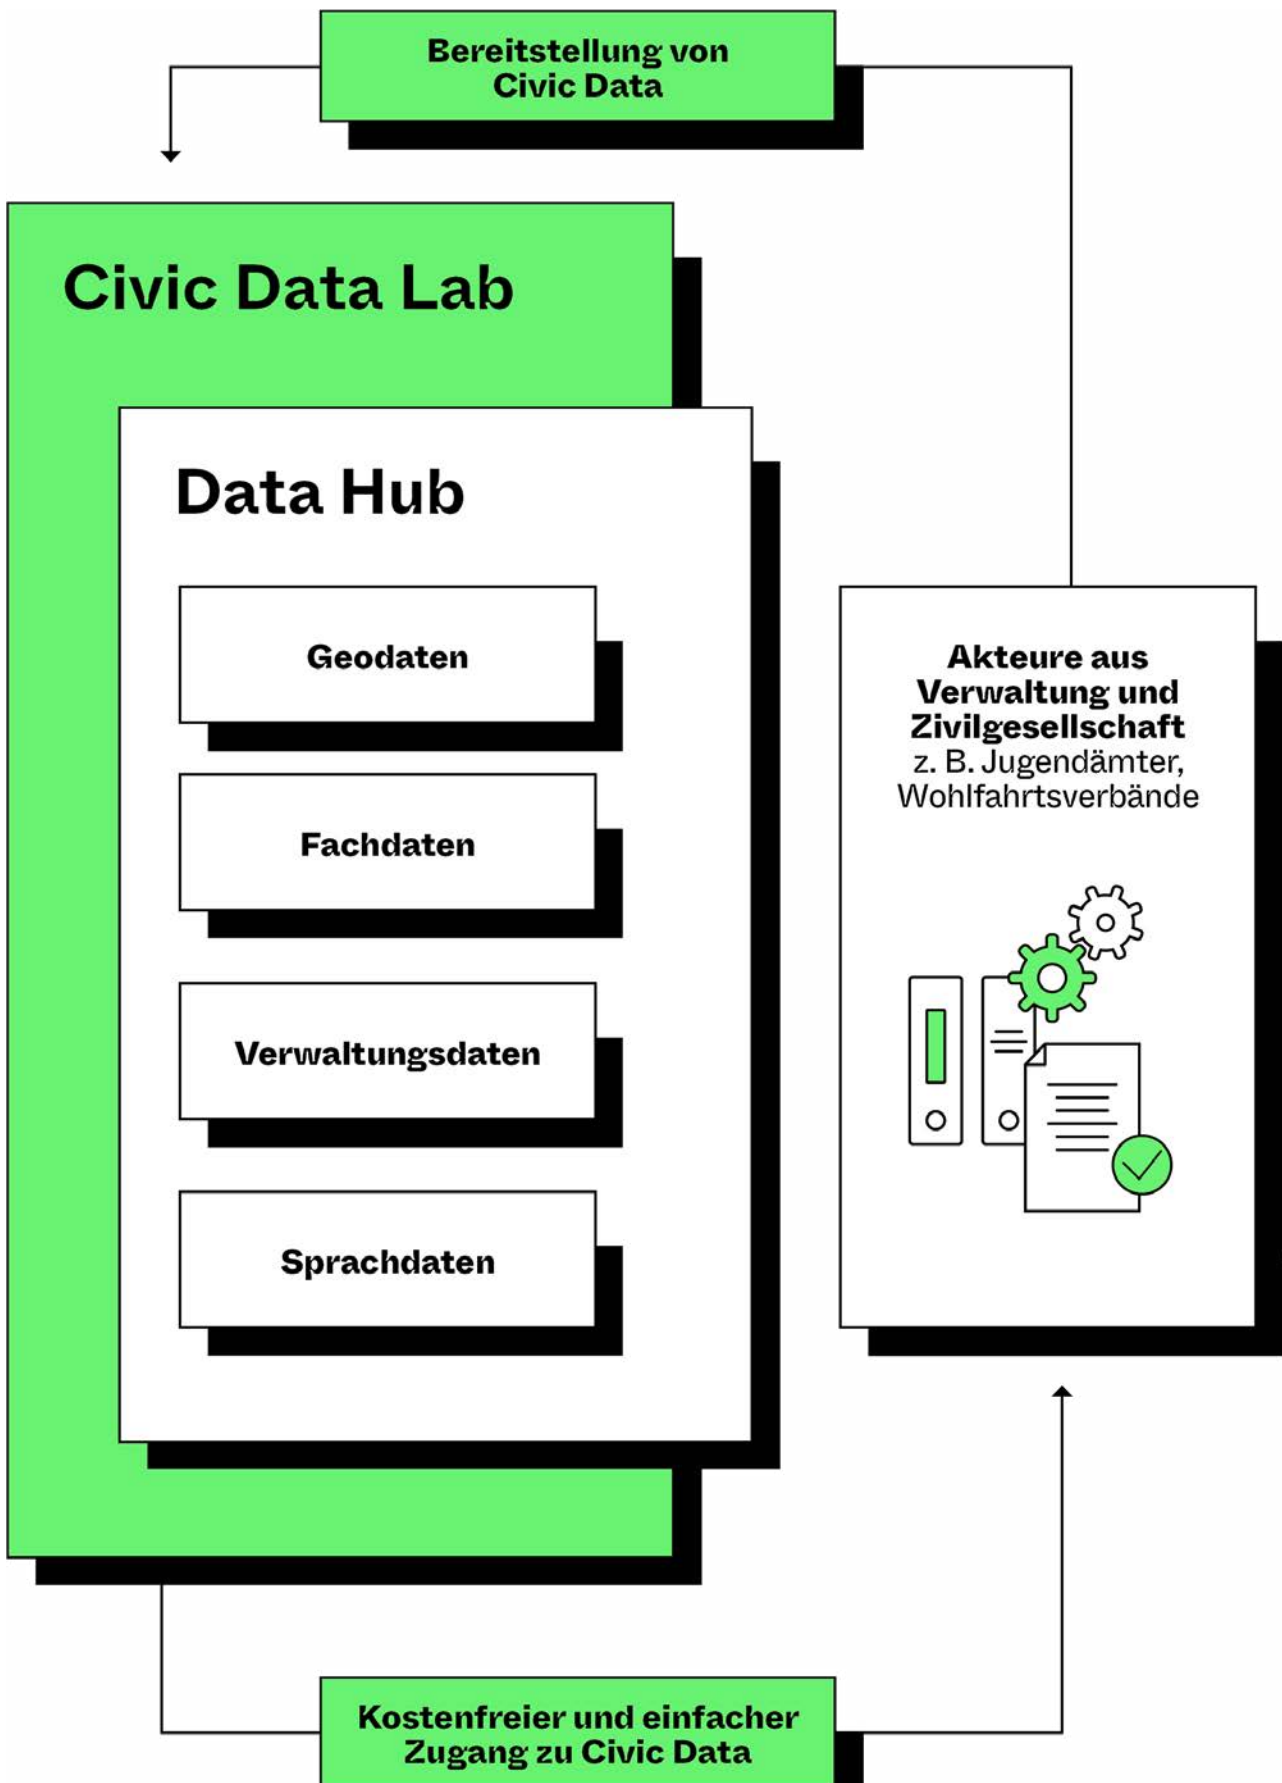 Bereitstellung von
Civic Data
Civic Data Lab
Data Hub
Geodaten
Fachdaten
Verwaltungsdaten
Sprachdaten
Akteure aus
Verwaltung und
Zivilgesellschaft
z. B. Jugendämter,
Wohlfahrtsverbände
Kostenfreier und einfacher
Zugang zu Civic Data